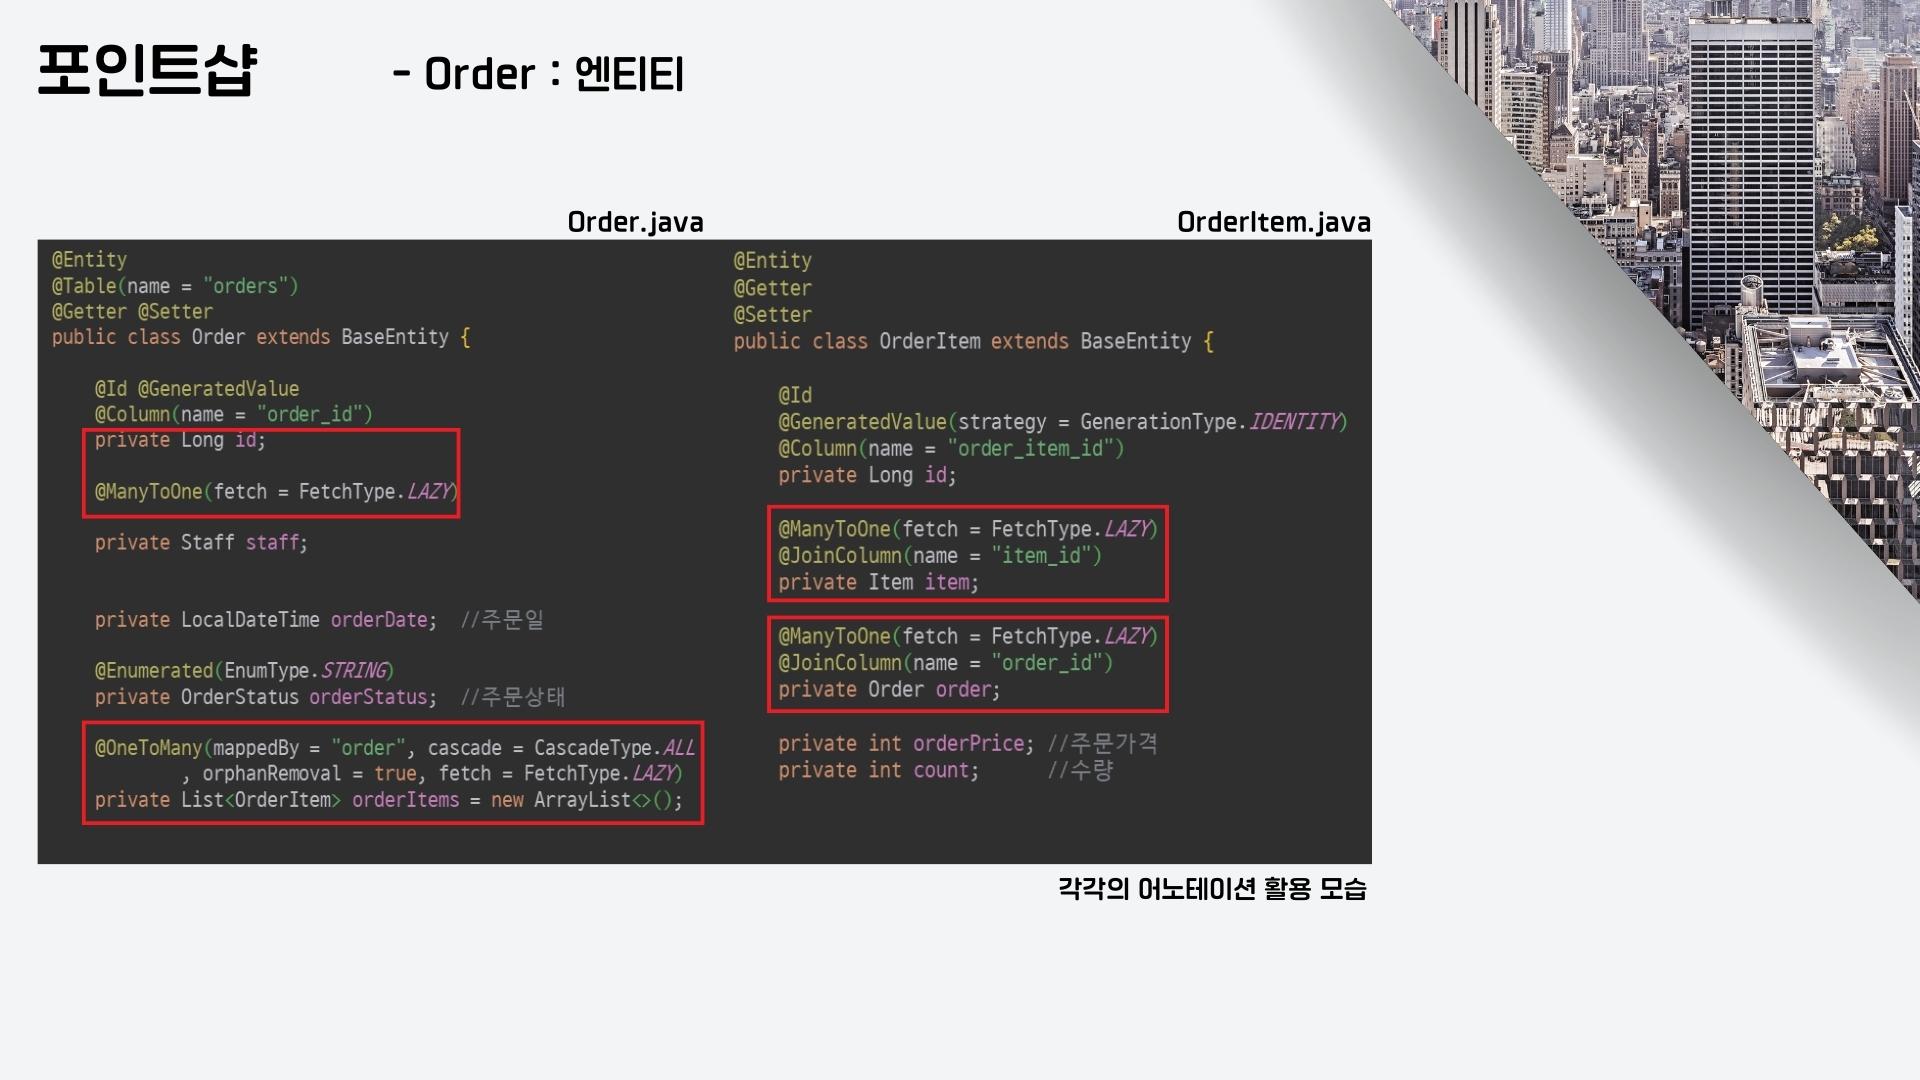 포인트샵
- Order : 엔티티
Order.java
@Entity
@Table(name = "orders")
@Getter @Setter
public class Order extends BaseEntity {
@Id @GeneratedValue
@Column(name = "order_id")
private Long id;
@ManyToOne(fetch = FetchType.LAZY)
private Staff staff;
private LocalDateTime orderDate;  //주문일
@Enumerated(EnumType.STRING)
private OrderStatus orderStatus;  //주문상태
@OneToMany(mappedBy = "order", cascade = CascadeType.ALL
, orphanRemoval = true, fetch = FetchType.LAZY)
private List<OrderItem> orderItems = new ArrayList<>();
OrderItem.java
@Entity
@Getter
@Setter
public class OrderItem extends BaseEntity {
@Id
@GeneratedValue(strategy = GenerationType.IDENTITY)
@Column(name = "order_item_id")
private Long id;
@ManyToOne(fetch = FetchType.LAZY)
@JoinColumn(name = "item_id")
private Item item;
@ManyToOne(fetch = FetchType.LAZY)
@JoinColumn(name = "order_id")
private Order order;
private int orderPrice; //주문가격
private int count;      //수량
각각의 어노테이션 활용 모습